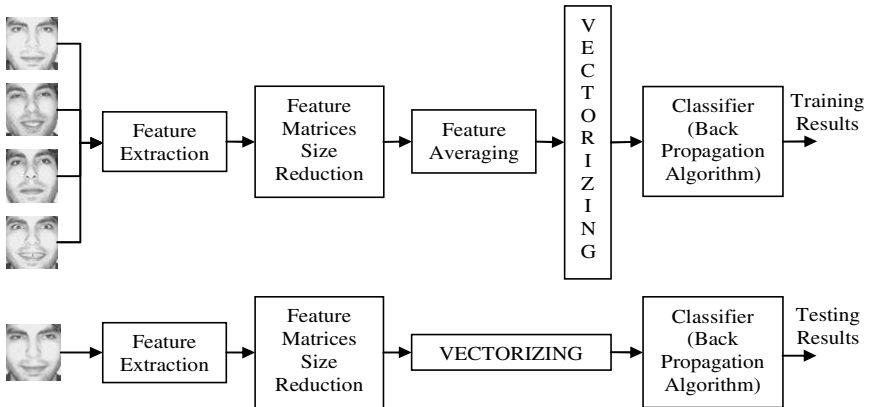 Feature
Extraction
Feature
Matrices
Size
Reduction
Feature
Averaging
V
E
C
T
O
R
I
Z
I
N
G
Classifier
(Back
Propagation
Algorithm)
Training
Results
Feature
Extraction
Feature
Matrices
Size
Reduction
VECTORIZING
Classifier
(Back
Propagation
Algorithm)
Testing
Results